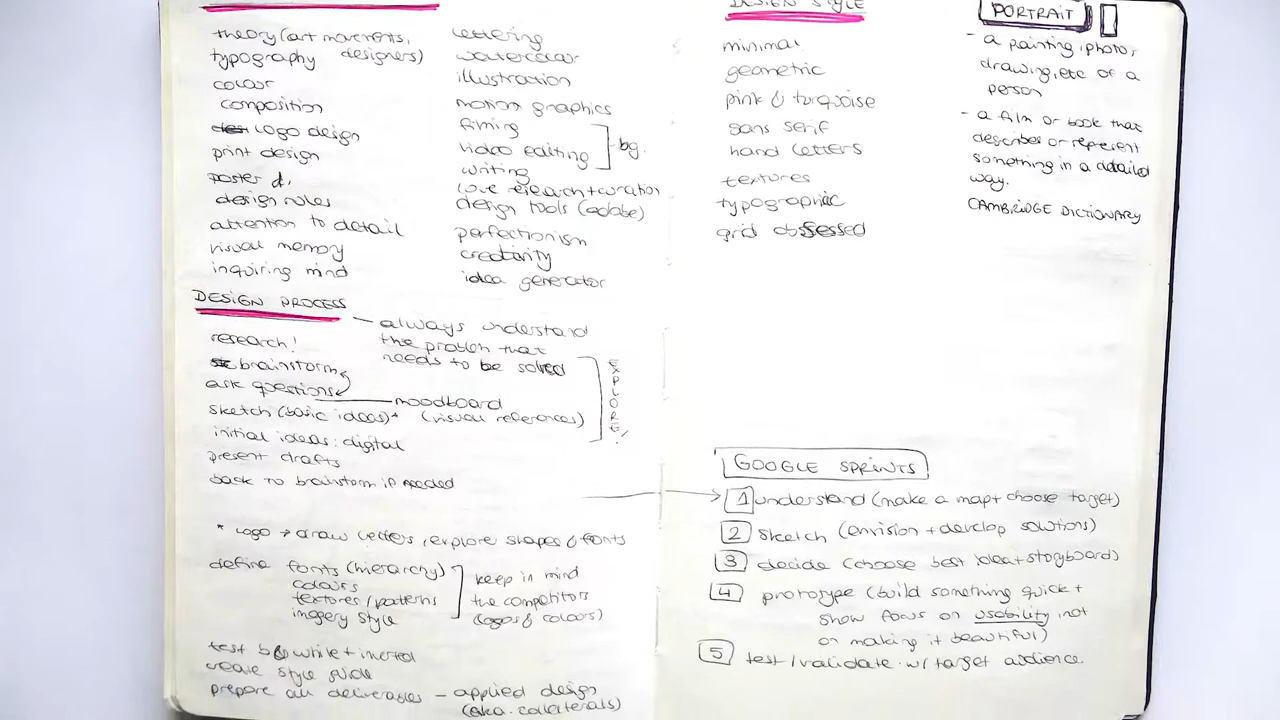 theory (art movements,
typography designers)
colour
composition
logo design
print design
poster d.
design rules
attention to detail
visual memory
inquiring mind
lettering
watercolour
illustration
motion graphics
filming
video editing
bg.
writing
love research + curation
design tools (adobe)
perfectionism
creativity
idea generator
DESIGN PROCESS
— always understand
the problem that
needs to be solved
research!
brainstorm
ask questions
moodboard
sketch (basic ideas)* (visual references)
EXPLORE!
initial ideas: digital
present drafts
back to brainstorm if needed
* logo → draw letters, explore shapes & fonts
define fonts (hierarchy)
colours
textures/patterns
imagery style
keep in mind
the competitors
(logos & colours)
test b & white + inverted
create style guide
prepare all deliverables — applied design
(aka. collaterals)
DESIGN STYLE
minimal
geometric
pink & turquoise
sans serif
hand letters
textures
typographic
grid obsessed
PORTRAIT
- a painting, photo,
drawing, etc of a
person
- a film or book that
describes or represent
something in a detailed
way.
CAMBRIDGE DICTIONARY
GOOGLE SPRINTS
1 understand (make a map + choose target)
2 sketch (envision + develop solutions)
3 decide (choose best idea + storyboard)
4 prototype (build something quick +
show focus on usability not
on making it beautiful)
5 test/validate w/ target audience.